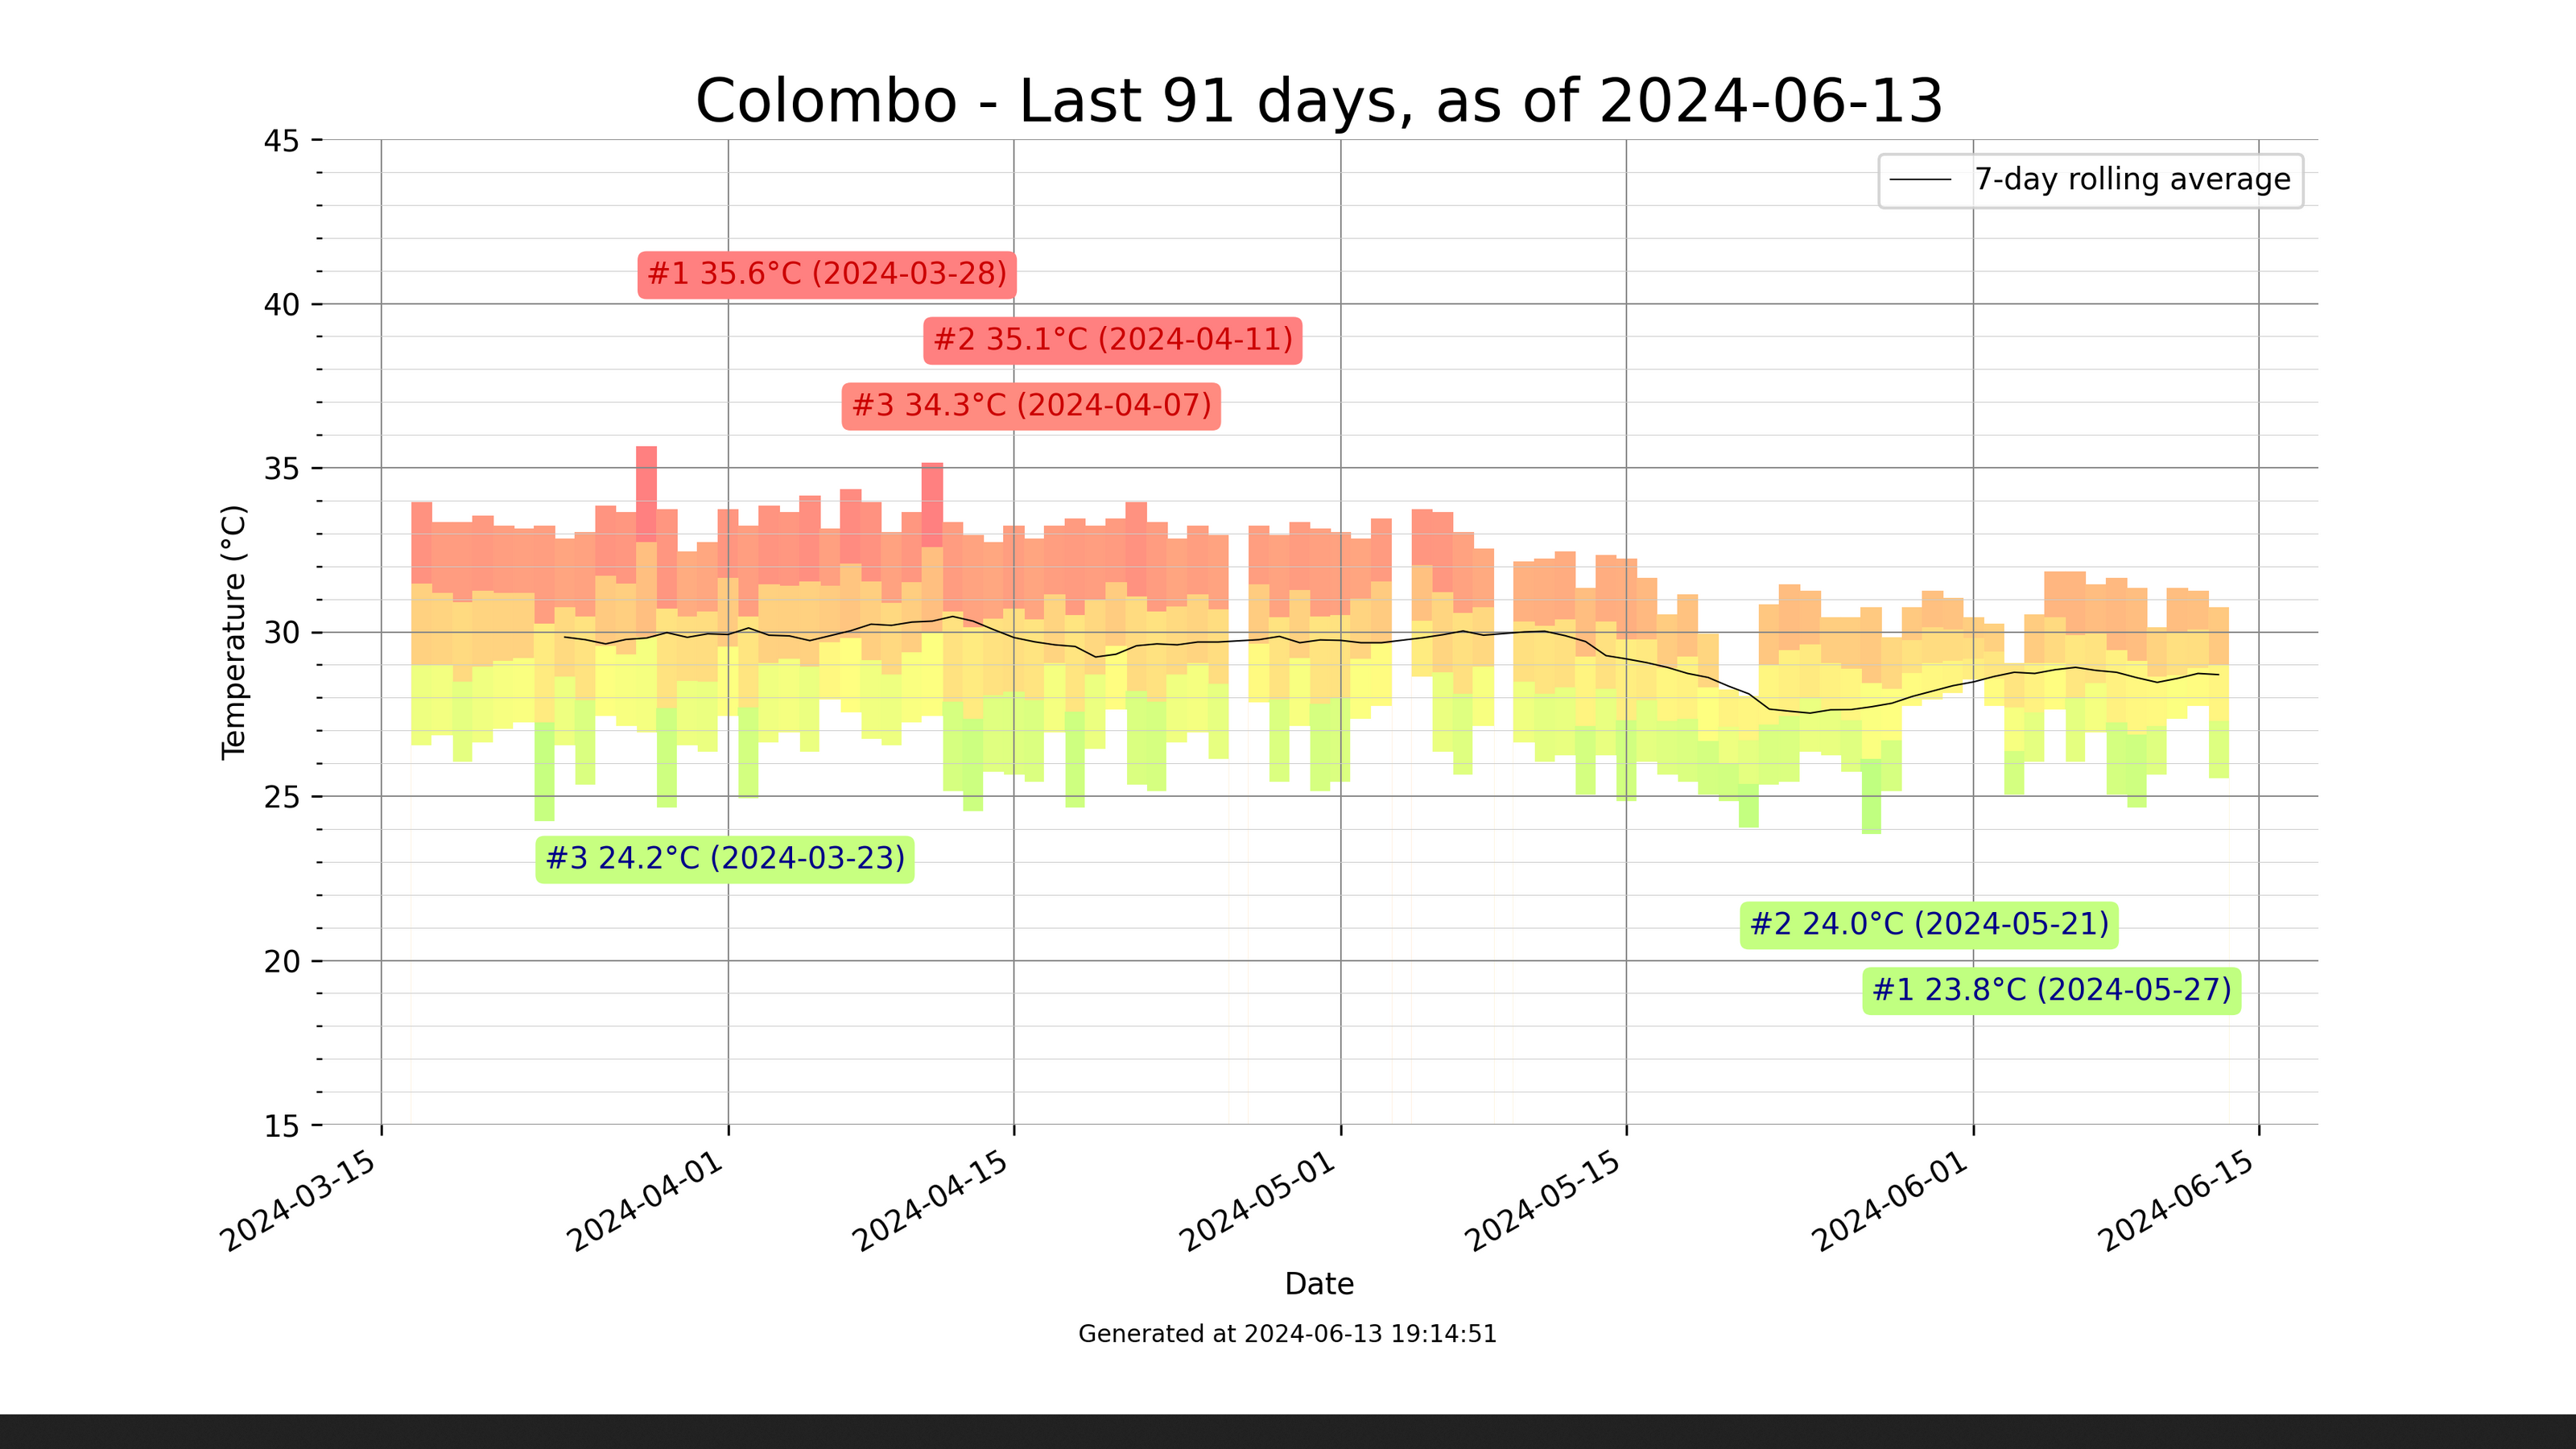 Colombo - Last 91 days, as of 2024-06-13
45
7-day rolling average
#1 35.6°C (2024-03-28)
40
#2 35.1°C (2024-04-11)
#3 34.3°C (2024-04-07)
35
Temperature (°C)
30
25
#3 24.2°C (2024-03-23)
#2 24.0°C (2024-05-21)
20
#1 23.8°C (2024-05-27)
15
2024-03-15
2024-04-01
2024-04-15
2024-05-01
2024-05-15
2024-06-01
2024-06-15
Date
Generated at 2024-06-13 19:14:51